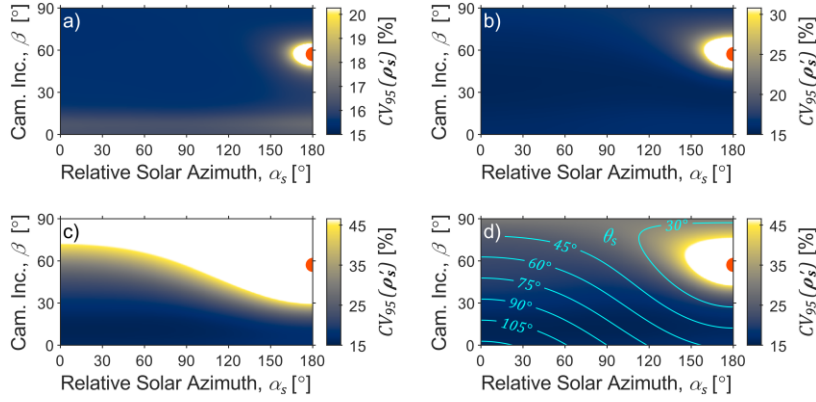 a)
90
60
30
0
Cam. Inc., β [°]
0 30 60 90 120 150 180
Relative Solar Azimuth, αₛ [°]
20
19
18
17
16
15
CV₉₅(ρ́ₛ) [%]
b)
90
60
30
0
Cam. Inc., β [°]
0 30 60 90 120 150 180
Relative Solar Azimuth, αₛ [°]
30
25
20
15
CV₉₅(ρ́ₛ) [%]
c)
90
60
30
0
Cam. Inc., β [°]
0 30 60 90 120 150 180
Relative Solar Azimuth, αₛ [°]
45
35
25
15
CV₉₅(ρ́ₛ) [%]
d)
90
60
30
0
Cam. Inc., β [°]
θₛ
30°
45°
60°
75°
90°
105°
0 30 60 90 120 150 180
Relative Solar Azimuth, αₛ [°]
45
35
25
15
CV₉₅(ρ́ₛ) [%]